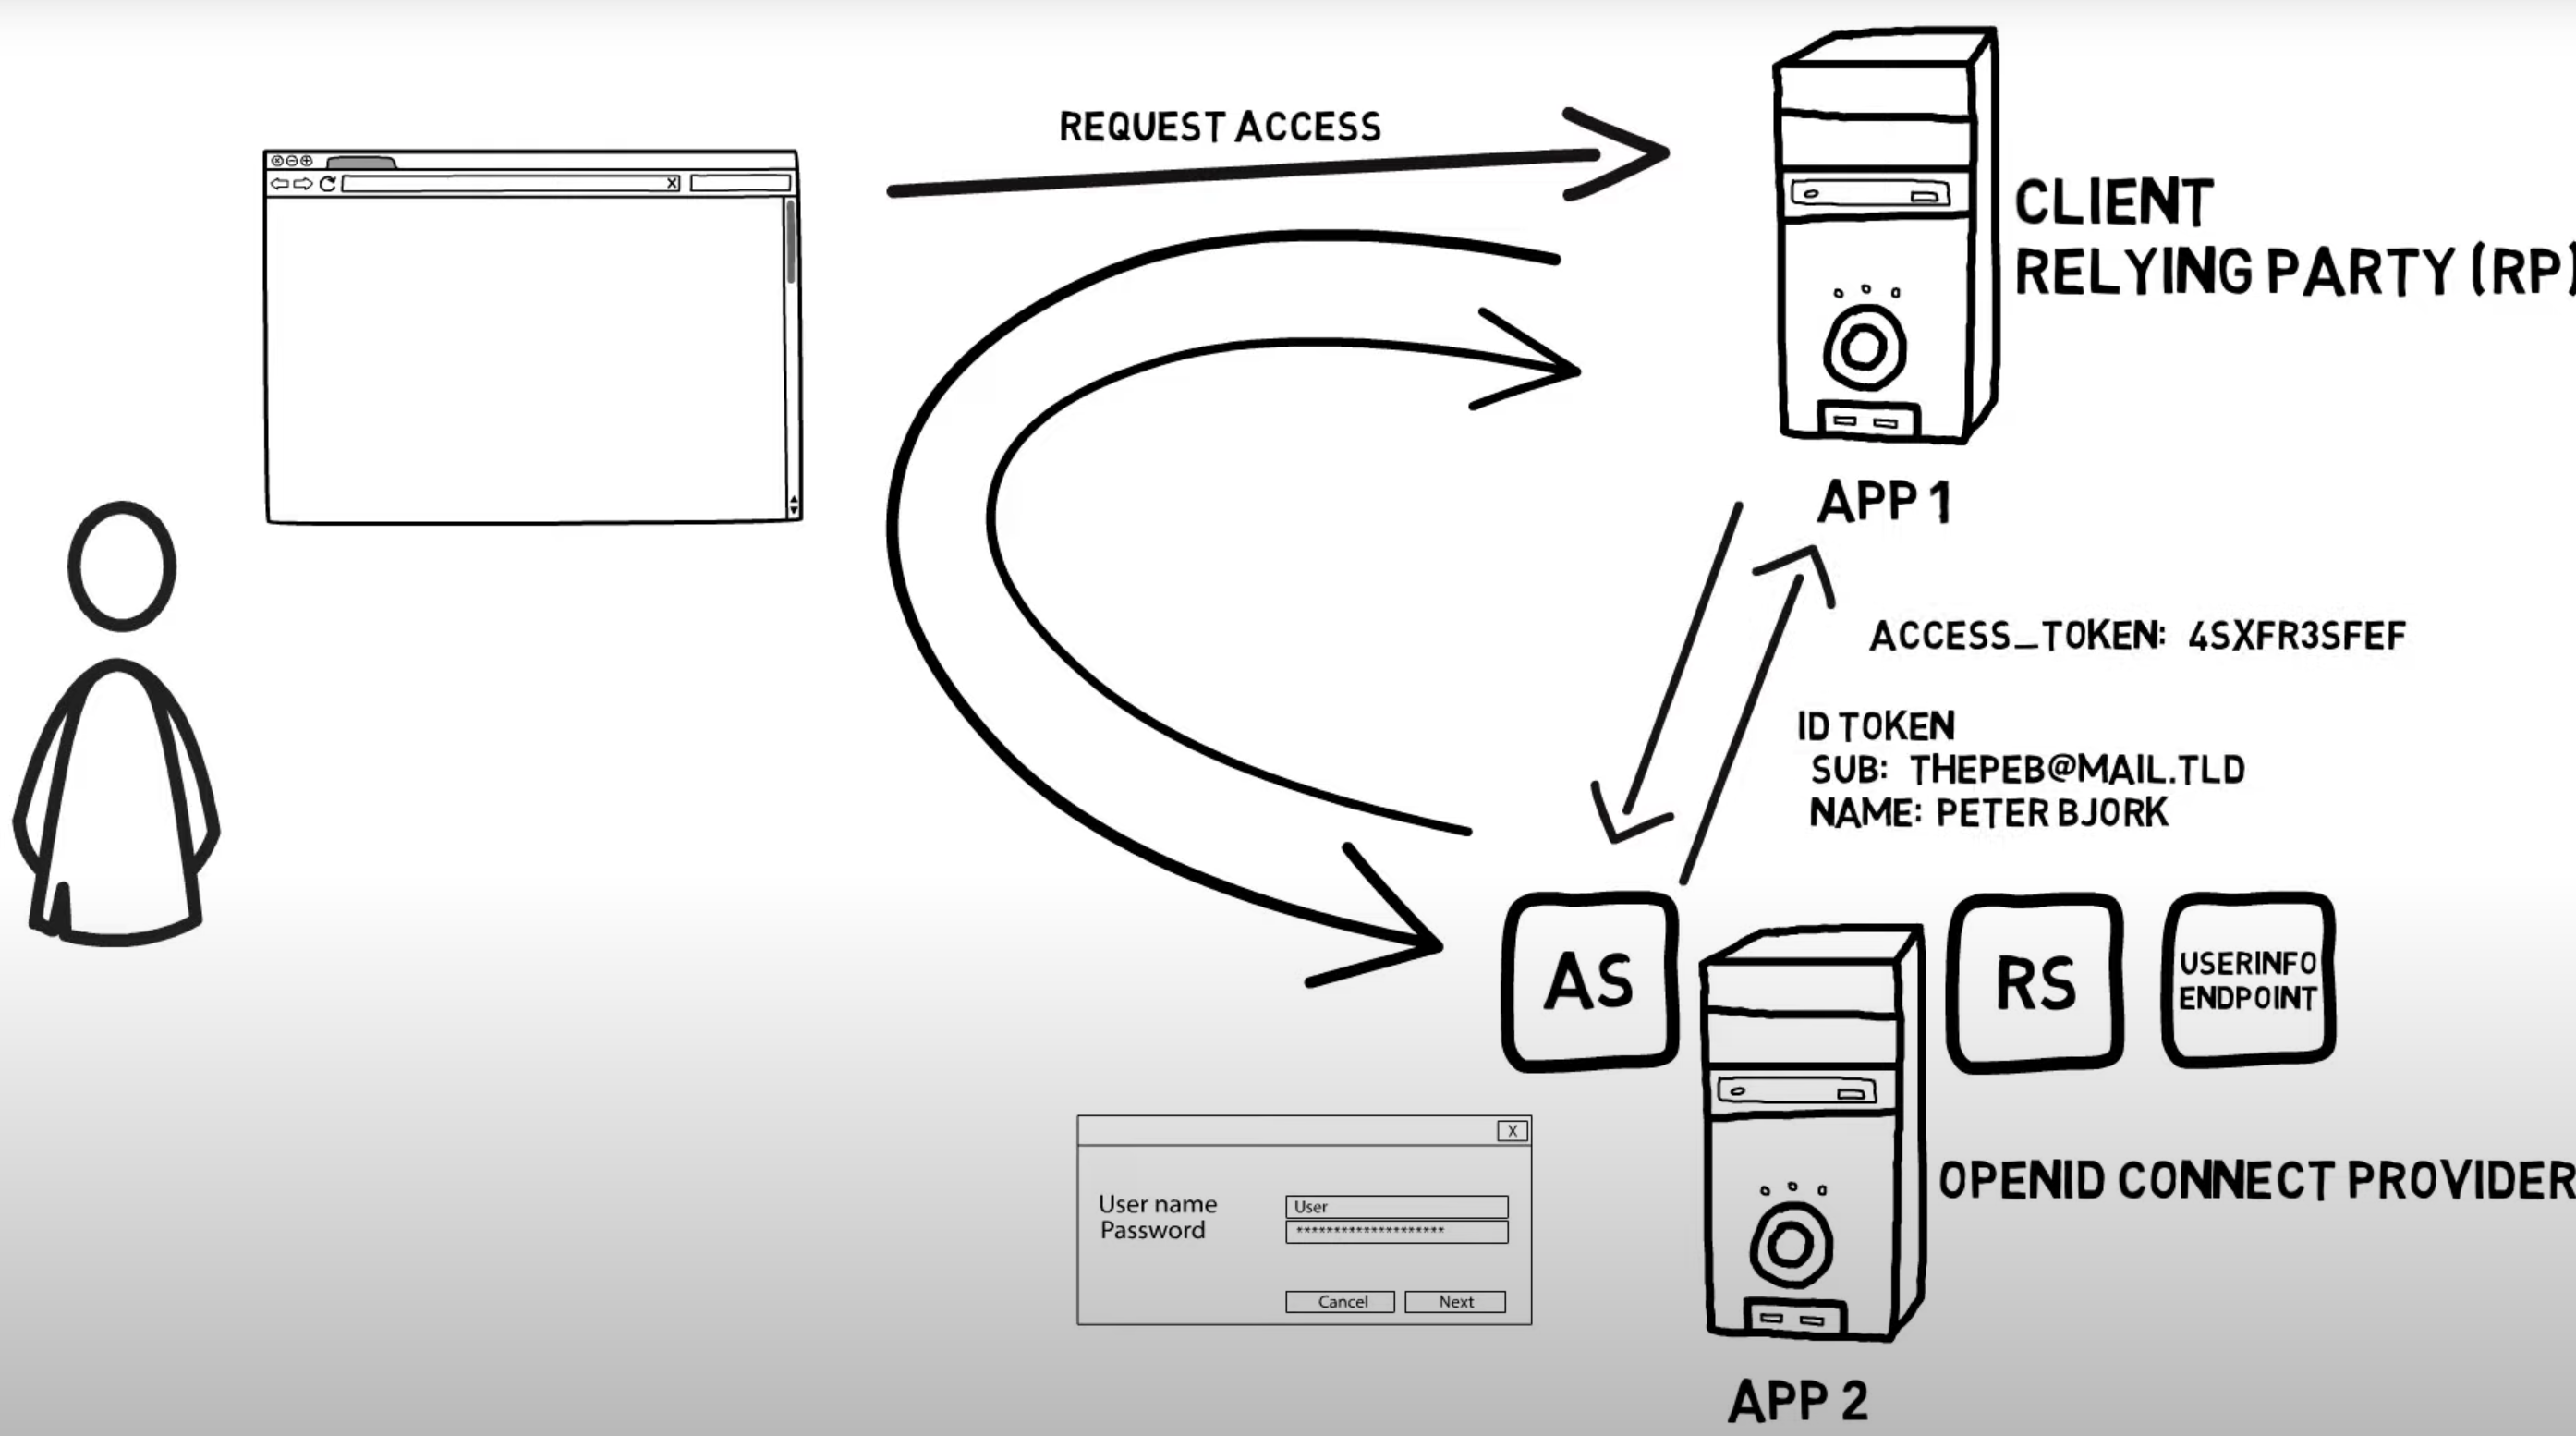 REQUEST ACCESS
CLIENT
RELYING PARTY (RP)
APP 1
ACCESS_TOKEN: 4SXFR3SFEF
ID TOKEN
SUB: THEPEB@MAIL.TLD
NAME: PETER BJORK
AS
RS
USERINFO
ENDPOINT
X
User name User
Password ********************
Cancel Next
OPENID CONNECT PROVIDER
APP 2